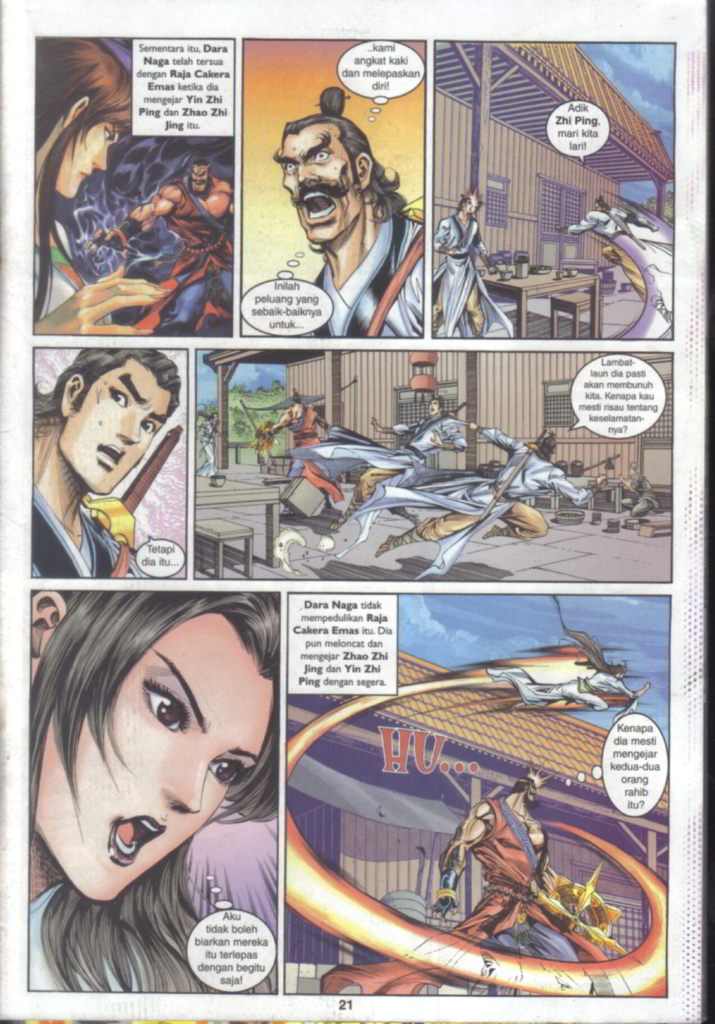 Sementara itu, Dara
Naga telah tersua
dengan Raja Cakera
Emas ketika dia
mengejar Yin Zhi
Ping dan Zhao Zhi
Jing itu.
Inilah
peluang yang
sebaik-baiknya
untuk...
..kami
angkat kaki
dan melepaskan
diri!
Adik
Zhi Ping,
mari kita
lari!
Tetapi
dia itu...
Lambat-
laun dia pasti
akan membunuh
kita. Kenapa kau
mesti risau tentang
keselamatan-
nya?
Aku
tidak boleh
biarkan mereka
itu terlepas
dengan begitu
saja!
Dara Naga tidak
mempedulikan Raja
Cakera Emas itu. Dia
pun meloncat dan
mengejar Zhao Zhi
Jing dan Yin Zhi
Ping dengan segera.
HU...
Kenapa
dia mesti
mengejar
kedua-dua
orang
rahib
itu?
21